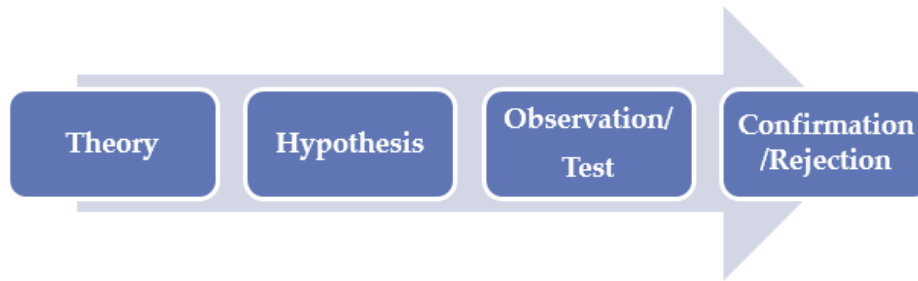 Theory
Hypothesis
Observation/
Test
Confirmation
/Rejection